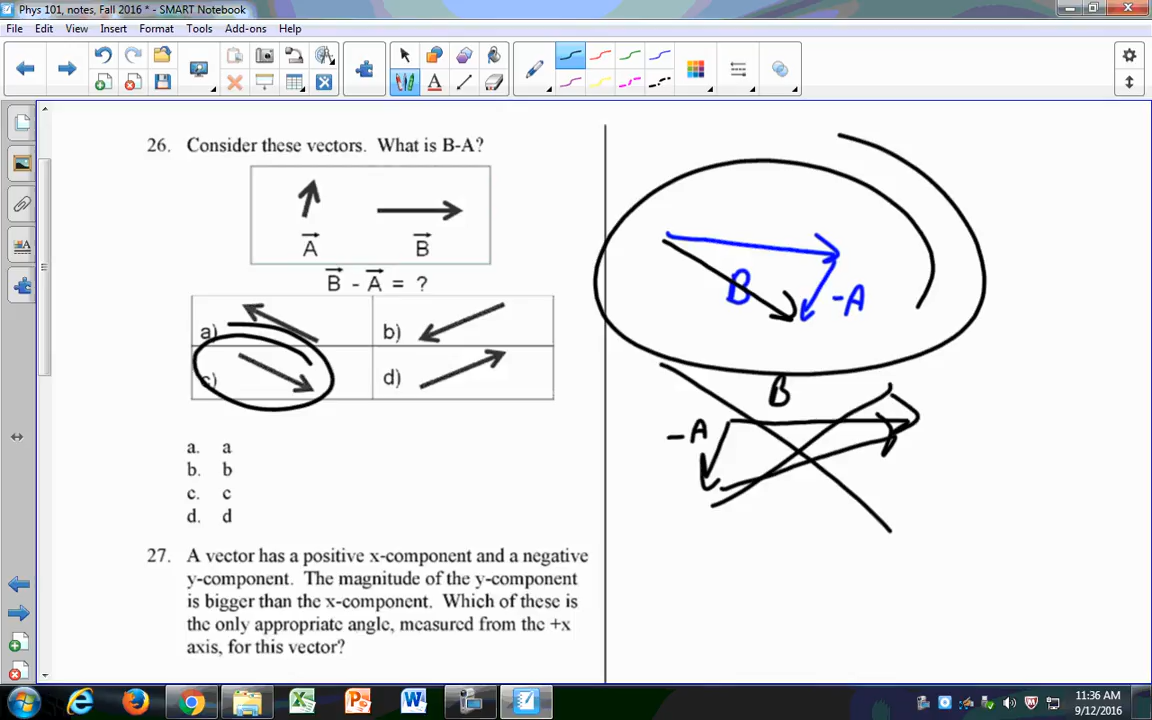 Phys 101, notes, Fall 2016 * - SMART Notebook
File Edit View Insert Format Tools Add-ons Help
26. Consider these vectors. What is B-A?
A B
B - A = ?
a) b)
c) d)
a. a
b. b
c. c
d. d
27. A vector has a positive x-component and a negative
y-component. The magnitude of the y-component
is bigger than the x-component. Which of these is
the only appropriate angle, measured from the +x
axis, for this vector?
B -A
B
-A
11:36 AM
9/12/2016